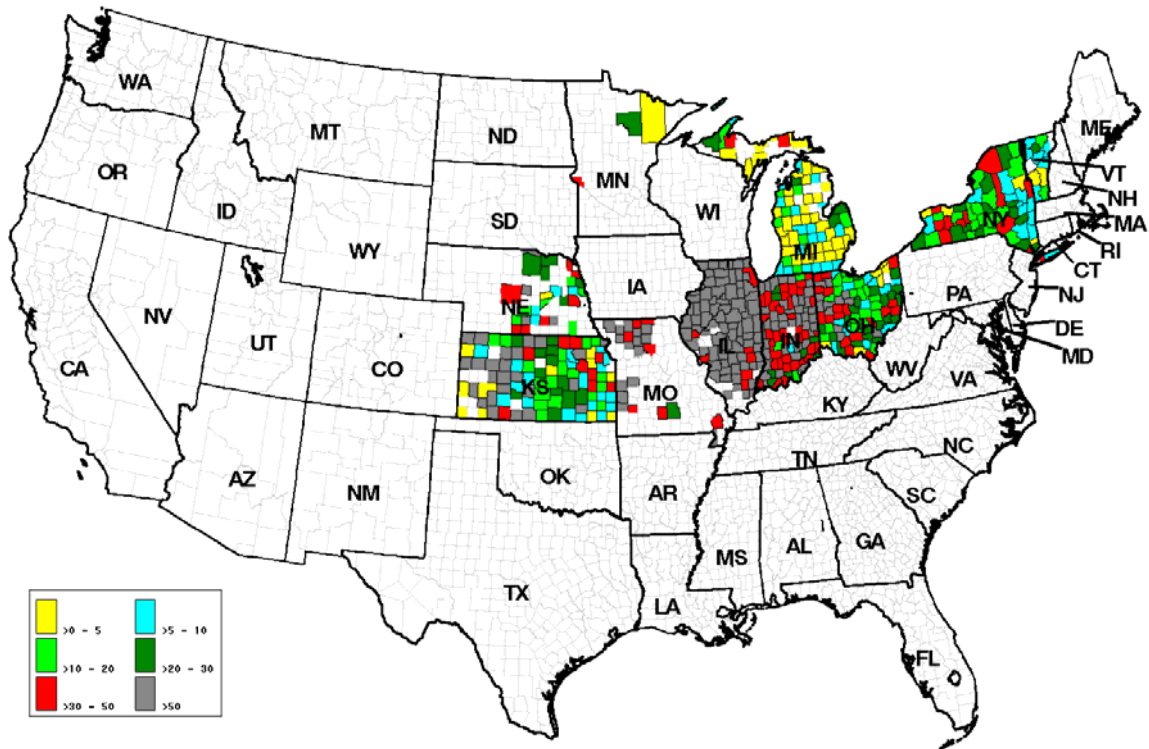 WA
MT
ND
ME
OR
ID
MN
VT
NH
SD
WI
NY
MA
WY
MI
RI
CT
IA
NE
PA
NJ
NV
UT
OH
DE
IL
IN
MD
CA
CO
WV
KS
MO
VA
KY
NC
TN
OK
AZ
NM
AR
SC
MS
AL
GA
TX
LA
FL
>0 - 5
>5 - 10
>10 - 20
>20 - 30
>30 - 50
>50